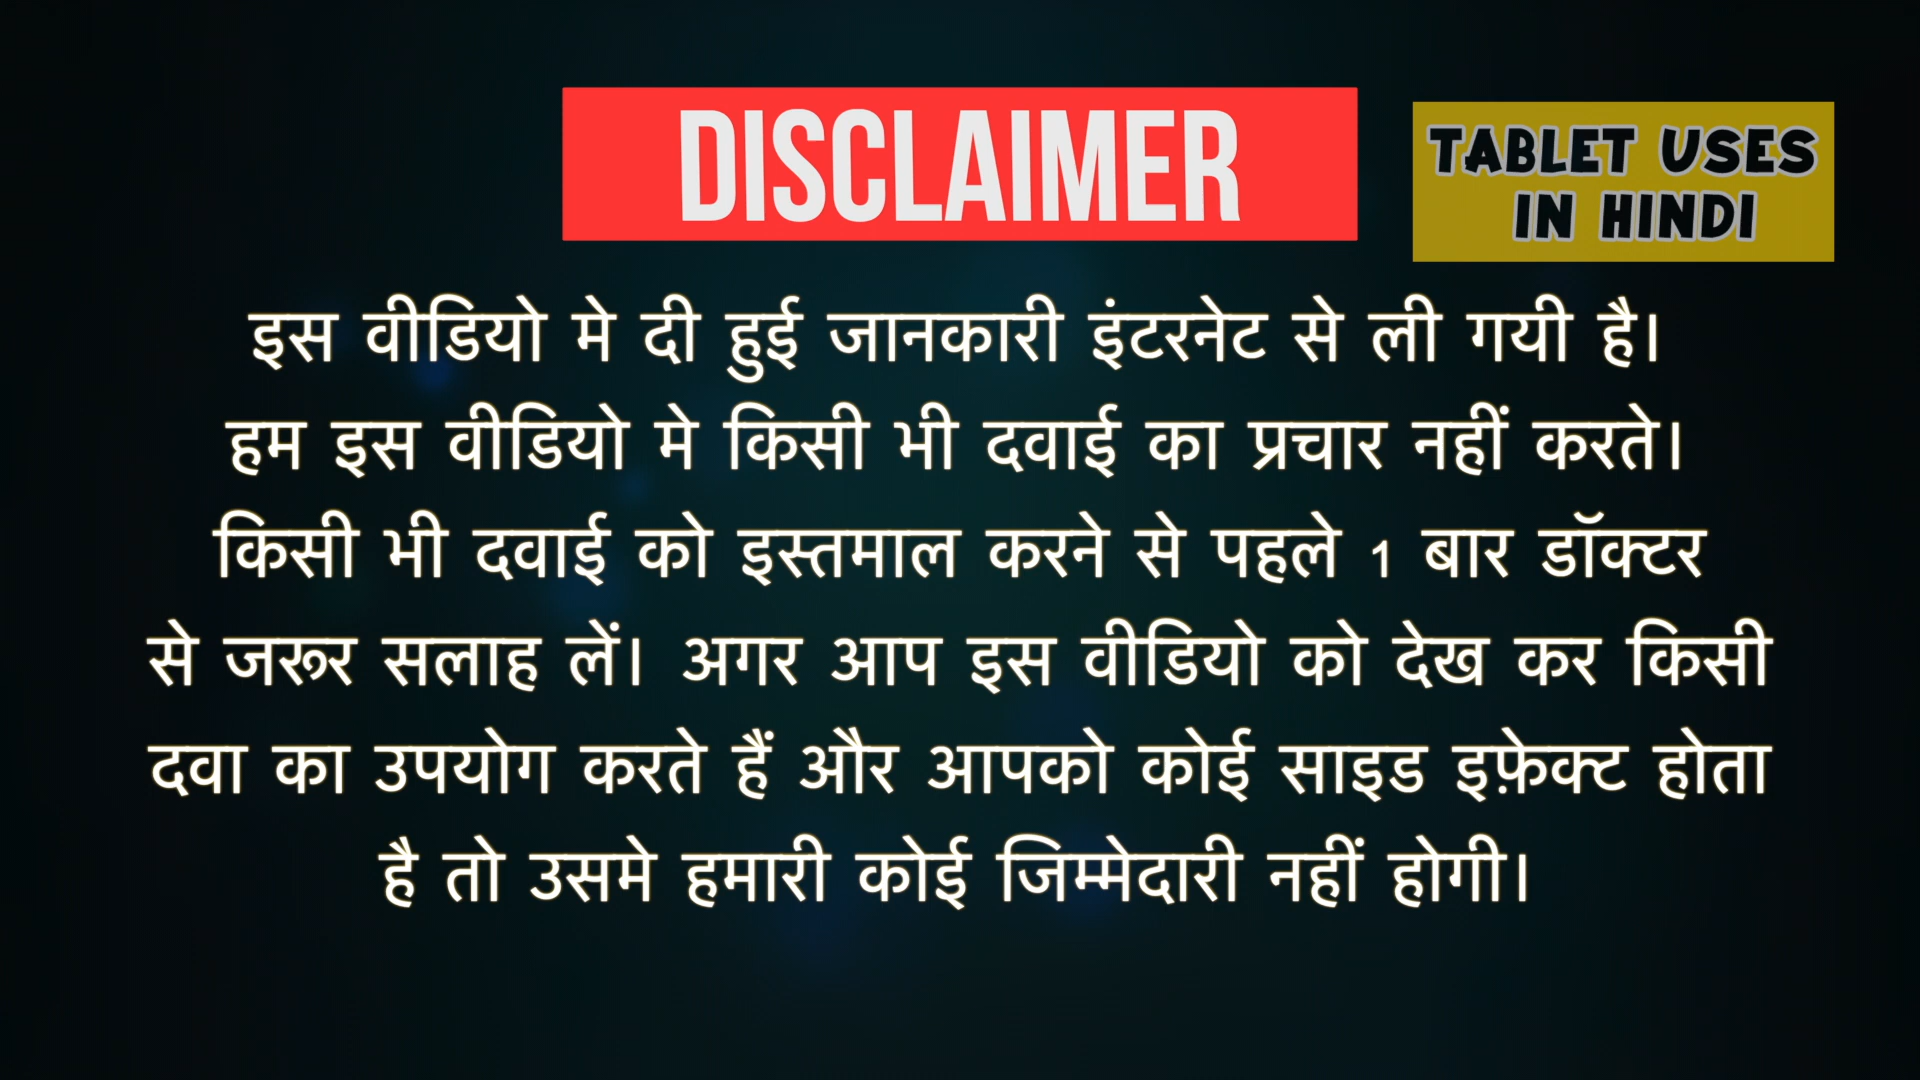 DISCLAIMER
TABLET USES
IN HINDI
इस वीडियो मे दी हुई जानकारी इंटरनेट से ली गयी है।
हम इस वीडियो मे किसी भी दवाई का प्रचार नहीं करते।
किसी भी दवाई को इस्तमाल करने से पहले 1 बार डॉक्टर
से जरूर सलाह लें। अगर आप इस वीडियो को देख कर किसी
दवा का उपयोग करते हैं और आपको कोई साइड इफ़ेक्ट होता
है तो उसमे हमारी कोई जिम्मेदारी नहीं होगी।